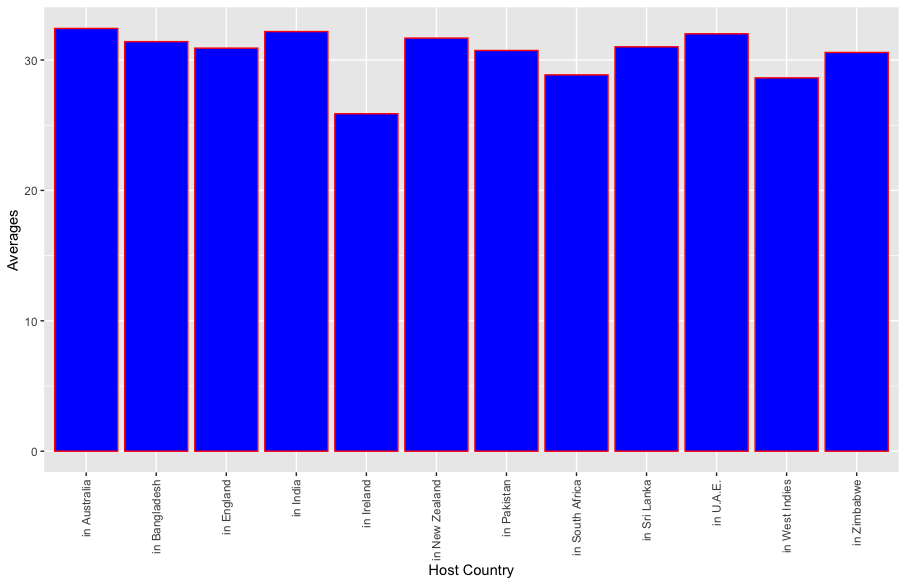 30
20
10
0
Averages
in Australia
in Bangladesh
in England
in India
in Ireland
in New Zealand
in Pakistan
in South Africa
in Sri Lanka
in U.A.E.
in West Indies
in Zimbabwe
Host Country